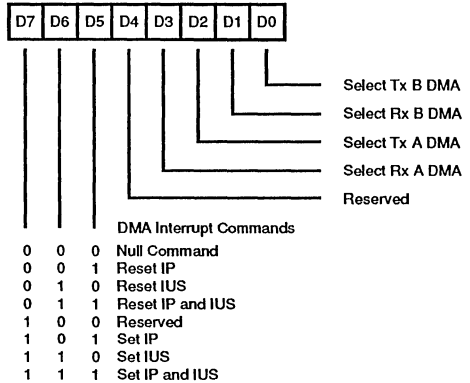 D7 D6 D5 D4 D3 D2 D1 D0
Select Tx B DMA
Select Rx B DMA
Select Tx A DMA
Select Rx A DMA
Reserved
DMA Interrupt Commands
0 0 0 Null Command
0 0 1 Reset IP
0 1 0 Reset IUS
0 1 1 Reset IP and IUS
1 0 0 Reserved
1 0 1 Set IP
1 1 0 Set IUS
1 1 1 Set IP and IUS